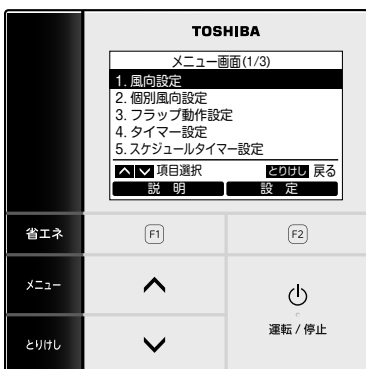 TOSHIBA
メニュー画面(1/3)
1. 風向設定
2. 個別風向設定
3. フラップ動作設定
4. タイマー設定
5. スケジュールタイマー設定
項目選択 とりけし 戻る
説 明 設 定
省エネ F1 F2
メニュー
運転 / 停止
とりけし